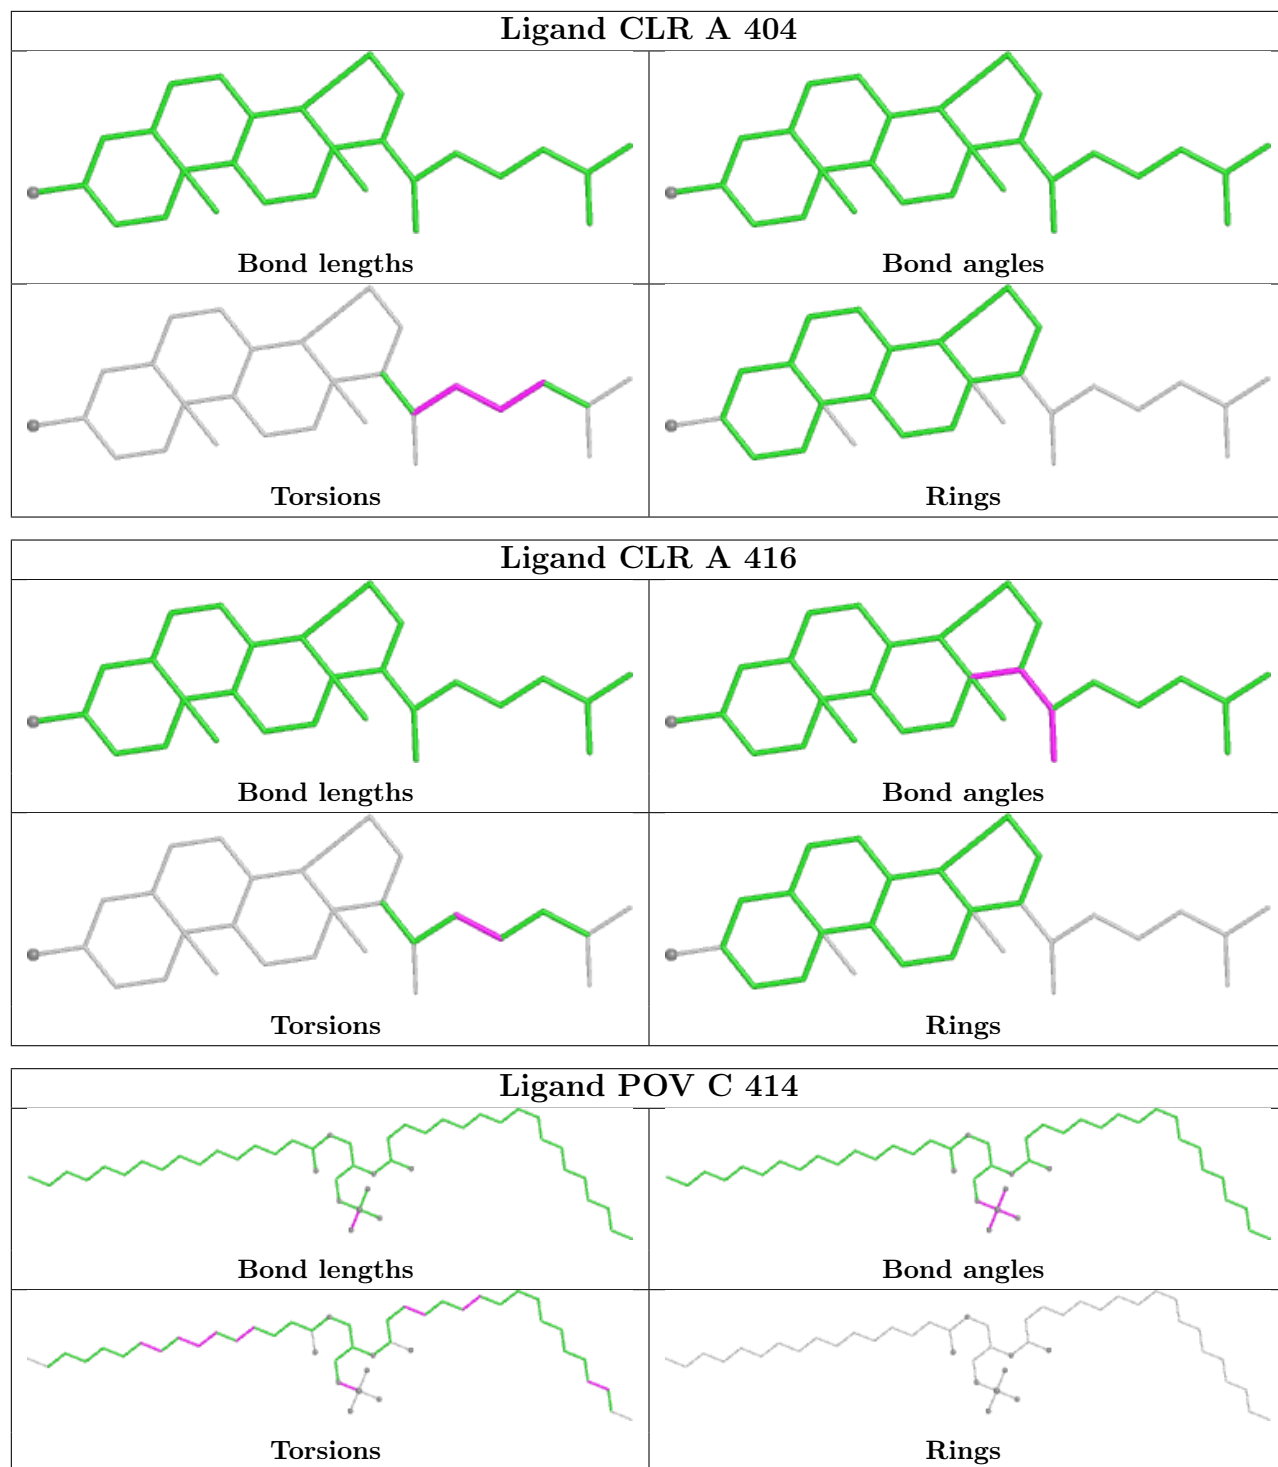 Ligand CLR A 404
Bond lengths
Bond angles
Torsions
Rings
Ligand CLR A 416
Bond lengths
Bond angles
Torsions
Rings
Ligand POV C 414
Bond lengths
Bond angles
Torsions
Rings